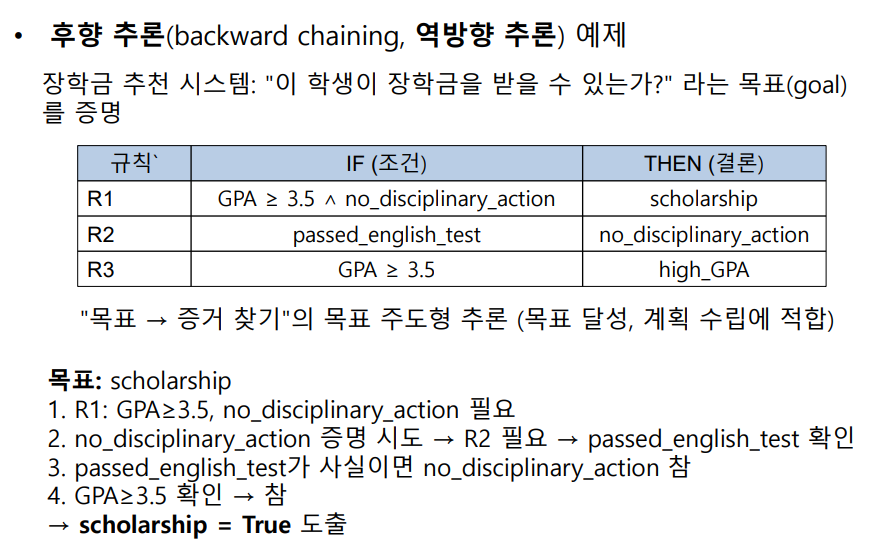 • 후향 추론(backward chaining, 역방향 추론) 예제
장학금 추천 시스템: "이 학생이 장학금을 받을 수 있는가?" 라는 목표(goal)
를 증명
규칙` IF (조건) THEN (결론)
R1 GPA ≥ 3.5 ∧ no_disciplinary_action scholarship
R2 passed_english_test no_disciplinary_action
R3 GPA ≥ 3.5 high_GPA
"목표 → 증거 찾기"의 목표 주도형 추론 (목표 달성, 계획 수립에 적합)
목표: scholarship
1. R1: GPA≥3.5, no_disciplinary_action 필요
2. no_disciplinary_action 증명 시도 → R2 필요 → passed_english_test 확인
3. passed_english_test가 사실이면 no_disciplinary_action 참
4. GPA≥3.5 확인 → 참
→ scholarship = True 도출